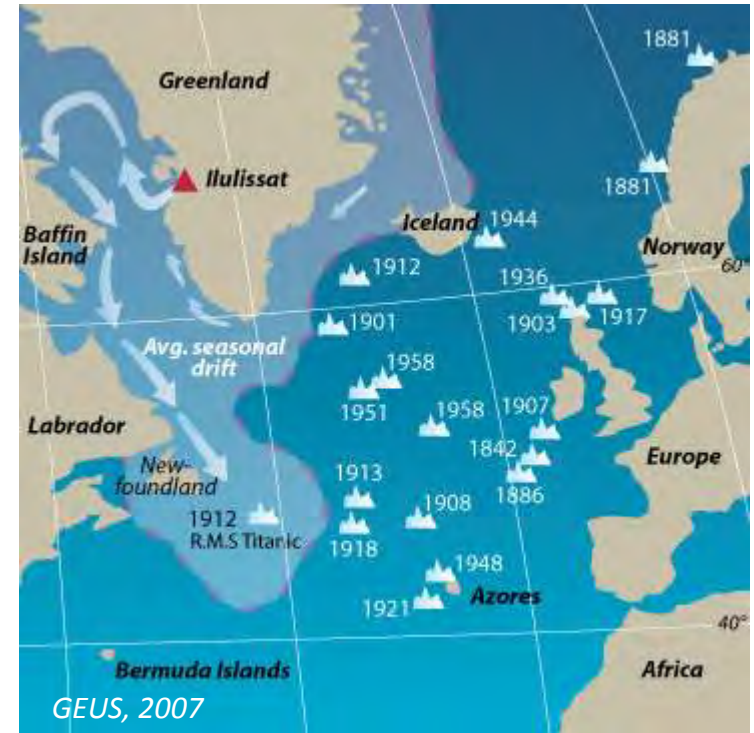 1881
Greenland
Ilulissat
1881
Baffin
Island
Iceland
1944
Norway
1912
1936
60°
1903
1917
1901
Avg. seasonal
drift
1958
1951
Labrador
1958
1907
1842
New-
foundland
1913
1886
Europe
1912
R.M.S Titanic
1908
1918
1948
1921
Azores
40°
Bermuda Islands
Africa
GEUS, 2007